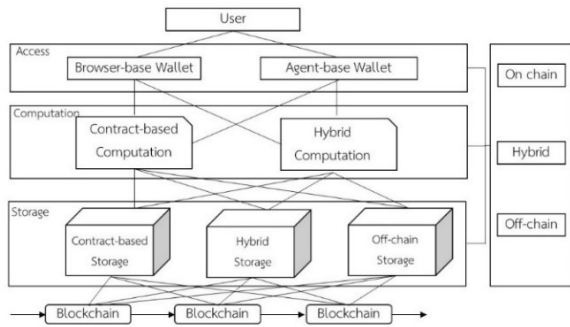 User
Access
Browser-base Wallet
Agent-base Wallet
On chain
Computation
Contract-based
Computation
Hybrid
Computation
Hybrid
Storage
Contract-based
Storage
Hybrid
Storage
Off-chain
Storage
Off-chain
Blockchain
Blockchain
Blockchain